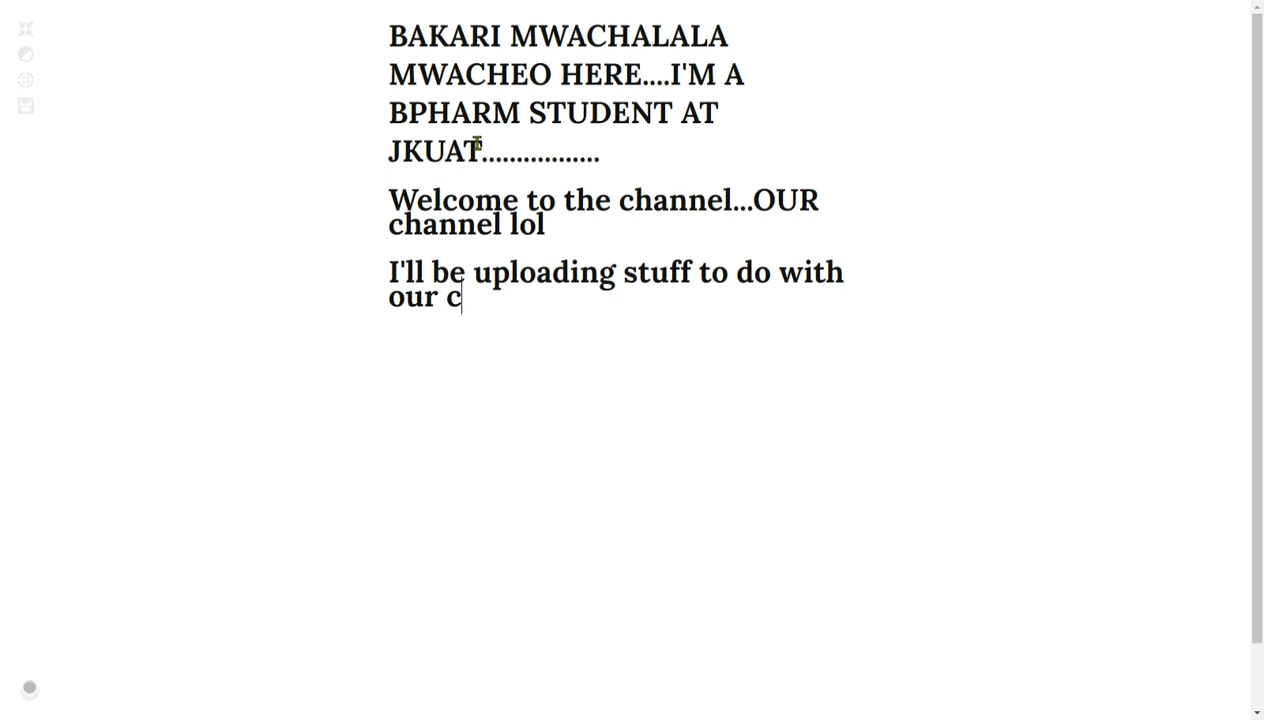 BAKARI MWACHALALA
MWACHEO HERE....I'M A
BPHARM STUDENT AT
JKUAT.................
Welcome to the channel...OUR
channel lol
I'll be uploading stuff to do with
our c